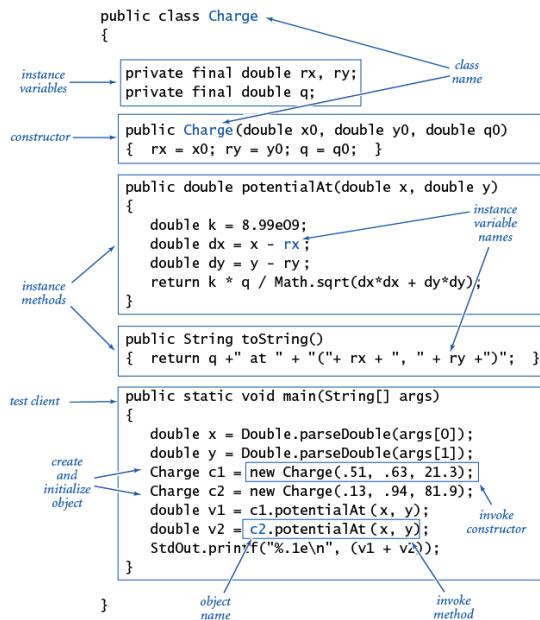 public class Charge
{
class
name
instance
variables
private final double rx, ry;
private final double q;
constructor
public Charge(double x0, double y0, double q0)
{ rx = x0; ry = y0; q = q0; }
public double potentialAt(double x, double y)
{
double k = 8.99e09;
double dx = x - rx;
double dy = y - ry;
return k * q / Math.sqrt(dx*dx + dy*dy);
}
instance
variable
names
instance
methods
public String toString()
{ return q +" at " + "("+ rx + ", " + ry +")"; }
test client
public static void main(String[] args)
{
double x = Double.parseDouble(args[0]);
double y = Double.parseDouble(args[1]);
Charge c1 = new Charge(.51, .63, 21.3);
Charge c2 = new Charge(.13, .94, 81.9);
double v1 = c1.potentialAt(x, y);
double v2 = c2.potentialAt(x, y);
StdOut.printf("%.1e\n", (v1 + v2));
}
create
and
initialize
object
invoke
constructor
}
object
name
invoke
method